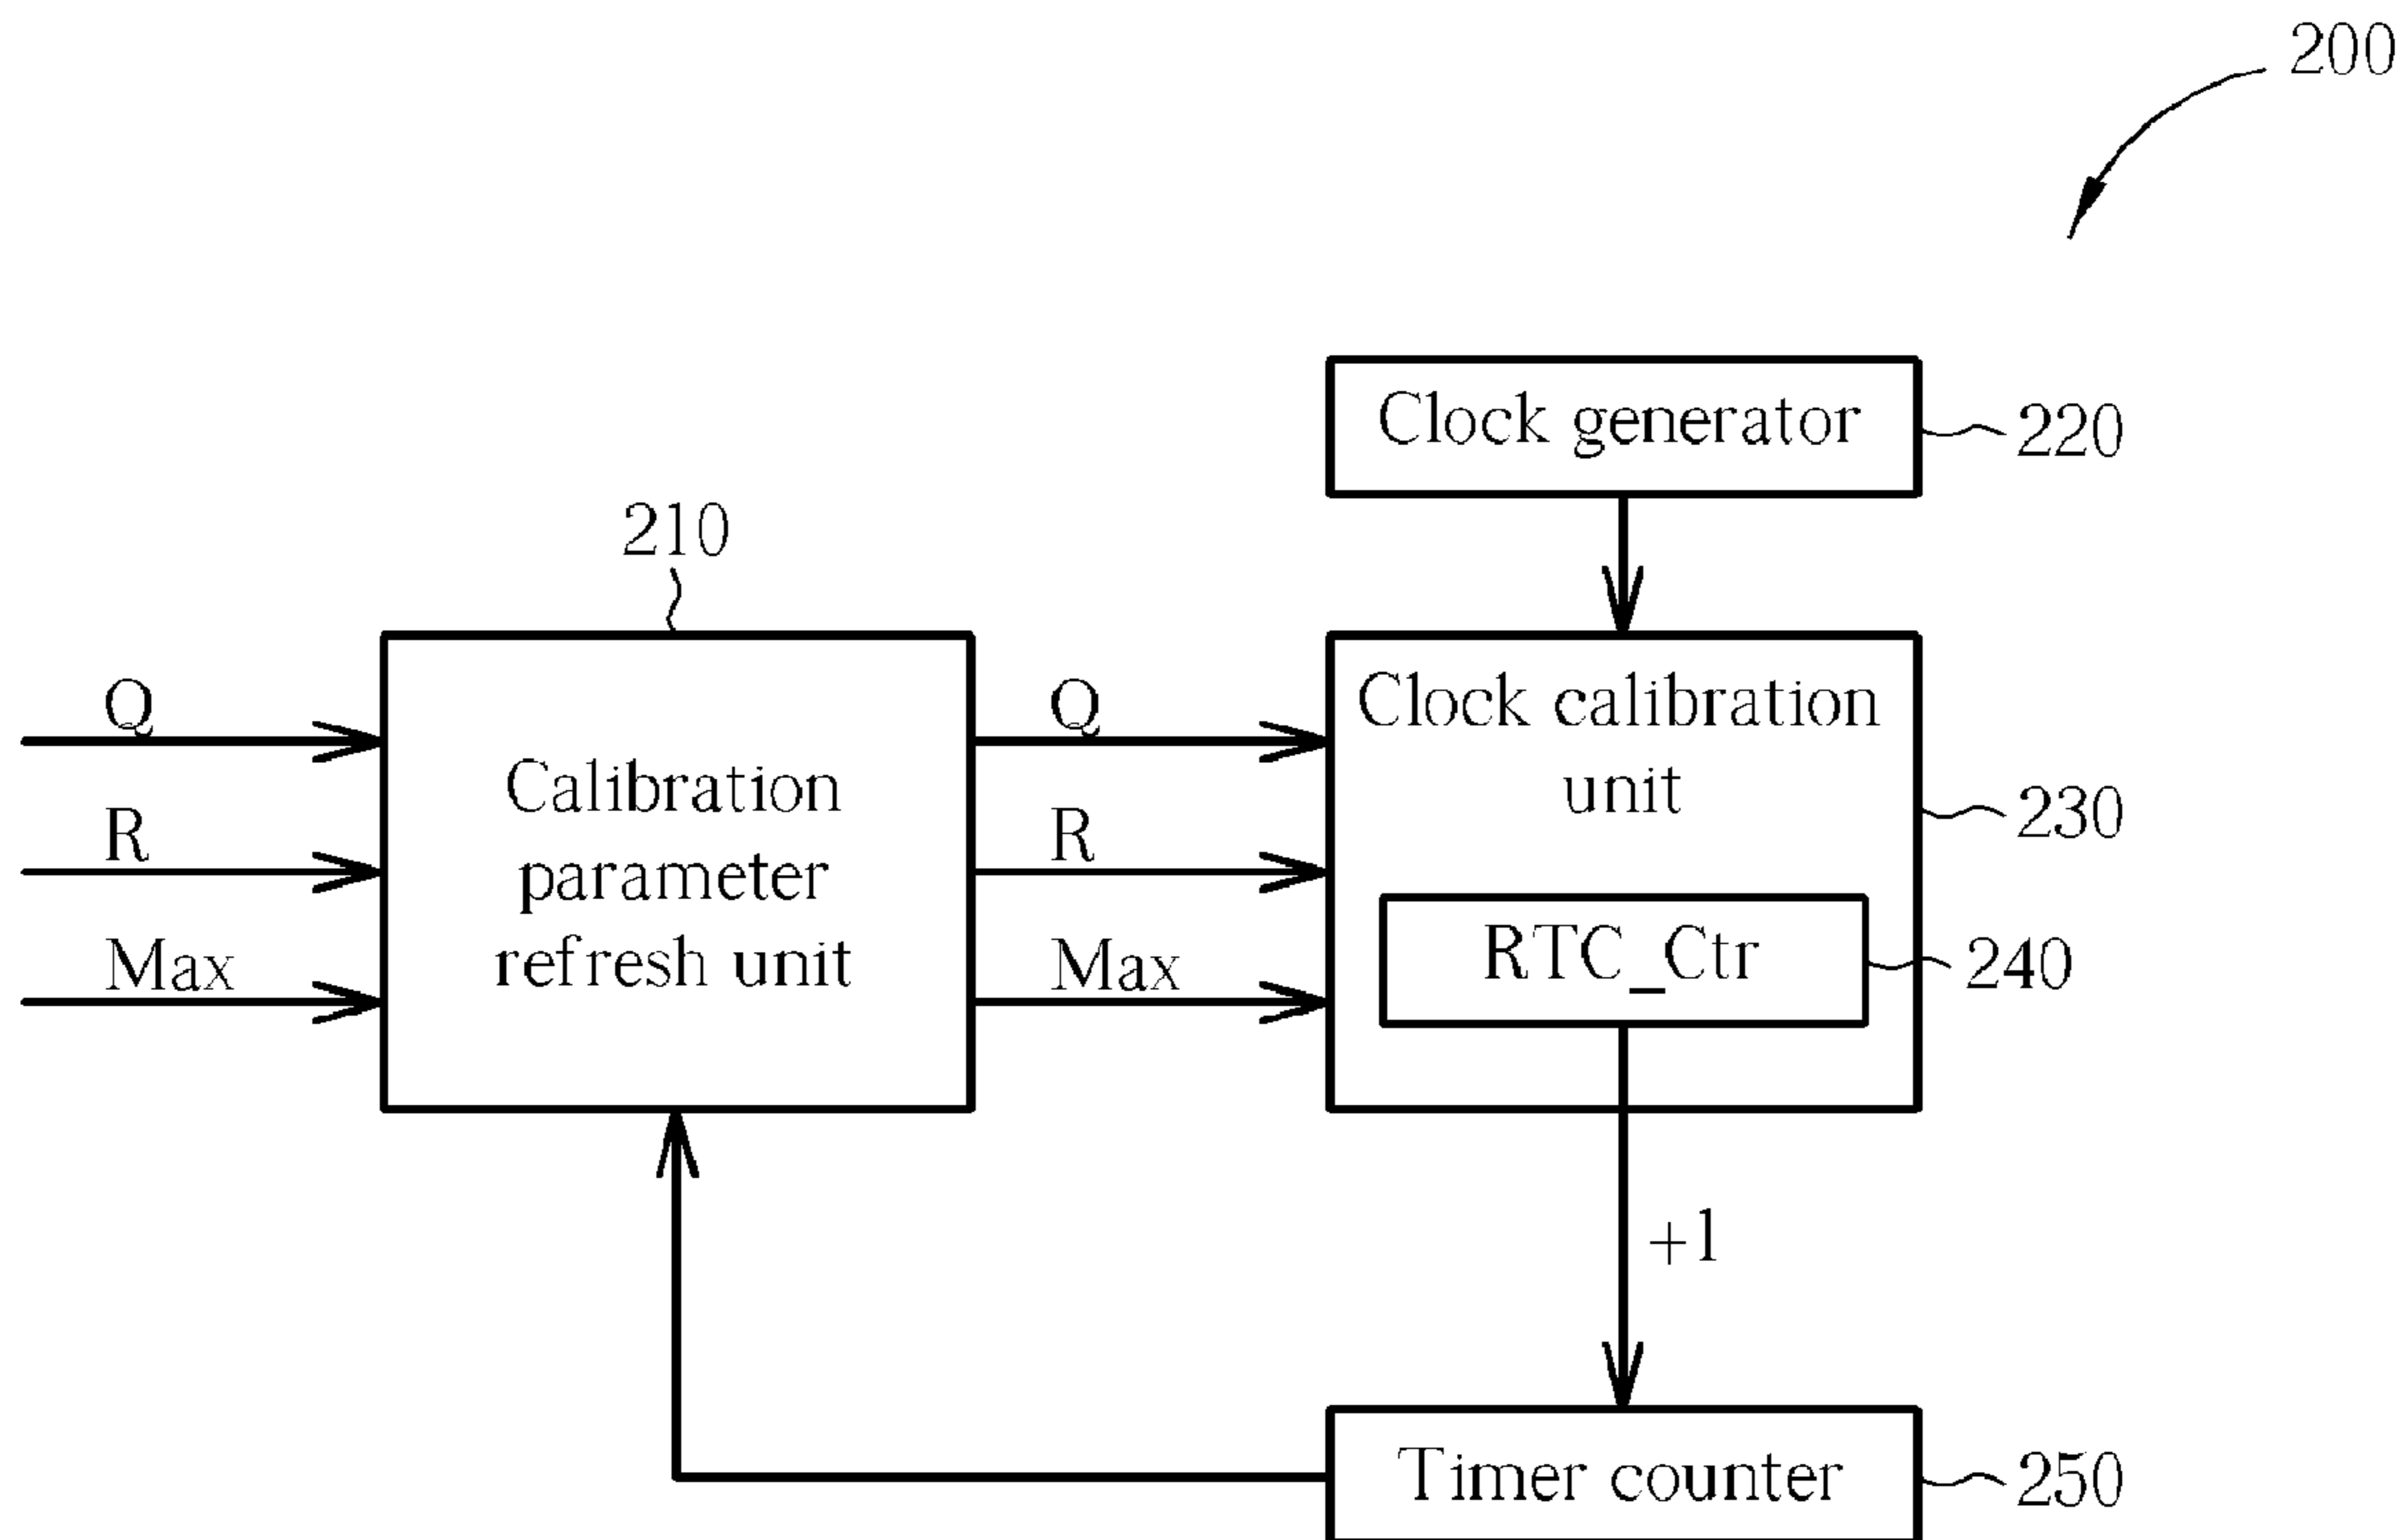 200
Clock generator
220
210
Q
R
Max
Calibration
parameter
refresh unit
Q
R
Max
Clock calibration
unit
230
RTC_Ctr
240
+1
Timer counter
250